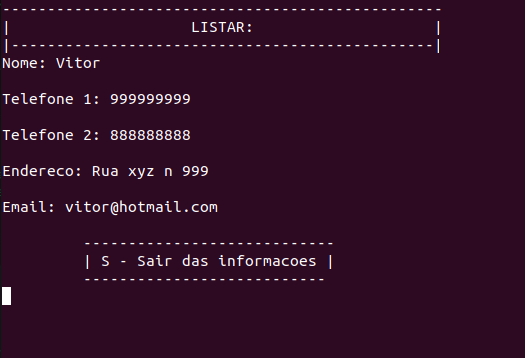 -------------------------------------------------
|                    LISTAR:                    |
|-----------------------------------------------|
Nome: Vitor
Telefone 1: 999999999
Telefone 2: 888888888
Endereco: Rua xyz n 999
Email: vitor@hotmail.com
----------------------------
| S - Sair das informacoes |
---------------------------